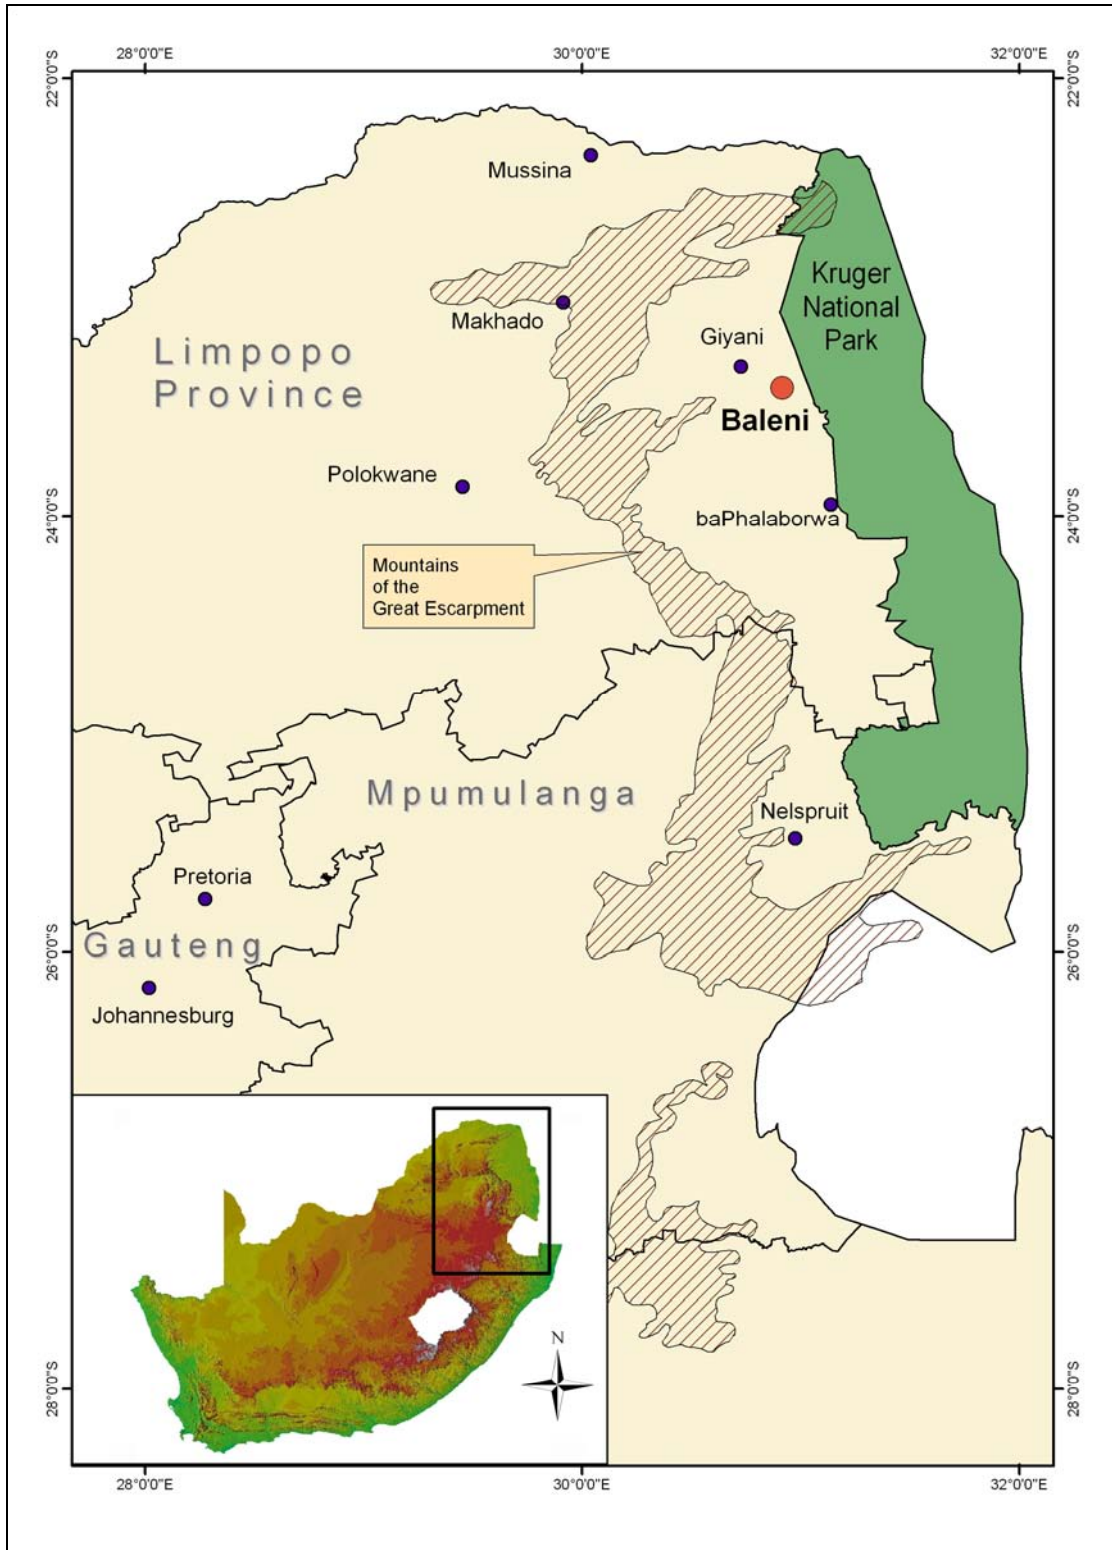 28°0'0"E
30°0'0"E
32°0'0"E
22°0'0"S
22°0'0"S
Mussina
Kruger
National
Park
Makhado
Giyani
Limpopo
Province
Baleni
Polokwane
baPhalaborwa
24°0'0"S
24°0'0"S
Mountains
of the
Great Escarpment
Mpumulanga
Nelspruit
Pretoria
Gauteng
26°0'0"S
26°0'0"S
Johannesburg
N
28°0'0"S
28°0'0"S
28°0'0"E
30°0'0"E
32°0'0"E